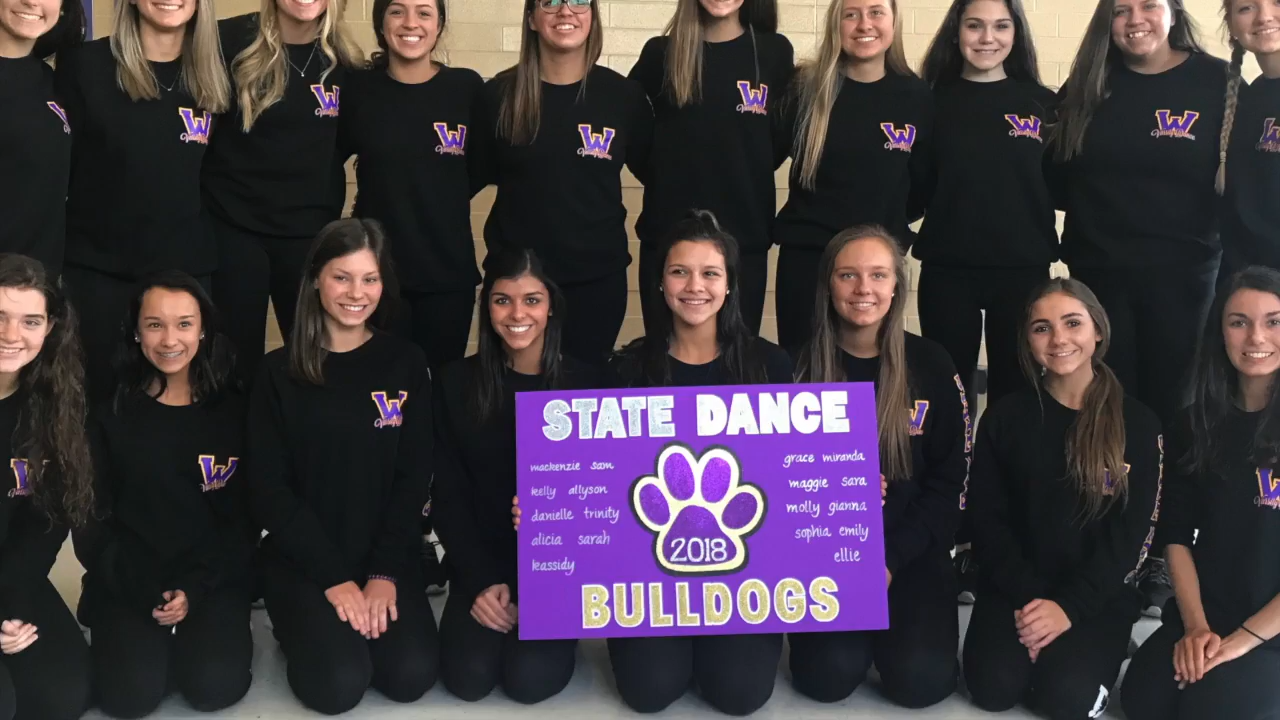 W
W
W
W
W
W
W
W
W
STATE DANCE
mackenzie sam
kelly allyson
danielle trinity
alicia sarah
kassidy
grace miranda
maggie sara
molly gianna
sophia emily
ellie
2018
BULLDOGS
W
W
W
W